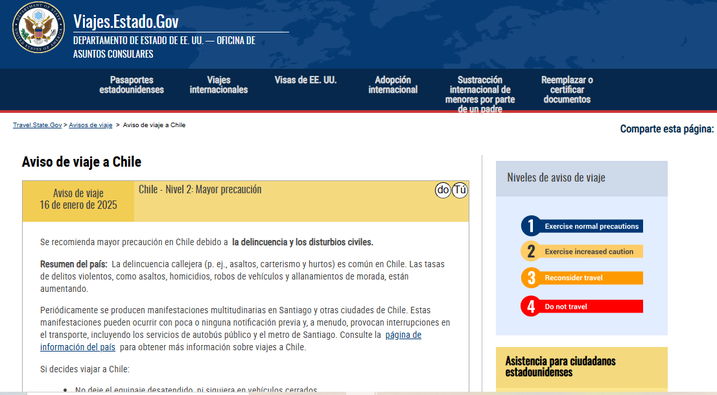 Viajes.Estado.Gov
DEPARTAMENTO DE ESTADO DE EE. UU. — OFICINA DE
ASUNTOS CONSULARES
Pasaportes
estadounidenses
Viajes
internacionales
Visas de EE. UU.
Adopción
internacional
Sustracción
internacional de
menores por parte
de un padre
Reemplazar o
certificar
documentos
Travel.State.Gov > Avisos de viaje > Aviso de viaje a Chile
Comparte esta página:
Aviso de viaje a Chile
Aviso de viaje
16 de enero de 2025
Chile - Nivel 2: Mayor precaución
do
Tú
Se recomienda mayor precaución en Chile debido a la delincuencia y los disturbios civiles.
Resumen del país: La delincuencia callejera (p. ej., asaltos, carterismo y hurtos) es común en Chile. Las tasas
de delitos violentos, como asaltos, homicidios, robos de vehículos y allanamientos de morada, están
aumentando.
Periódicamente se producen manifestaciones multitudinarias en Santiago y otras ciudades de Chile. Estas
manifestaciones pueden ocurrir con poca o ninguna notificación previa y, a menudo, provocan interrupciones en
el transporte, incluyendo los servicios de autobús público y el metro de Santiago. Consulte la página de
información del país para obtener más información sobre viajes a Chile.
Si decides viajar a Chile:
No deje el equipaje desatendido, ni siquiera en vehículos cerrados.
Niveles de aviso de viaje
1 Exercise normal precautions
2 Exercise increased caution
3 Reconsider travel
4 Do not travel
Asistencia para ciudadanos
estadounidenses